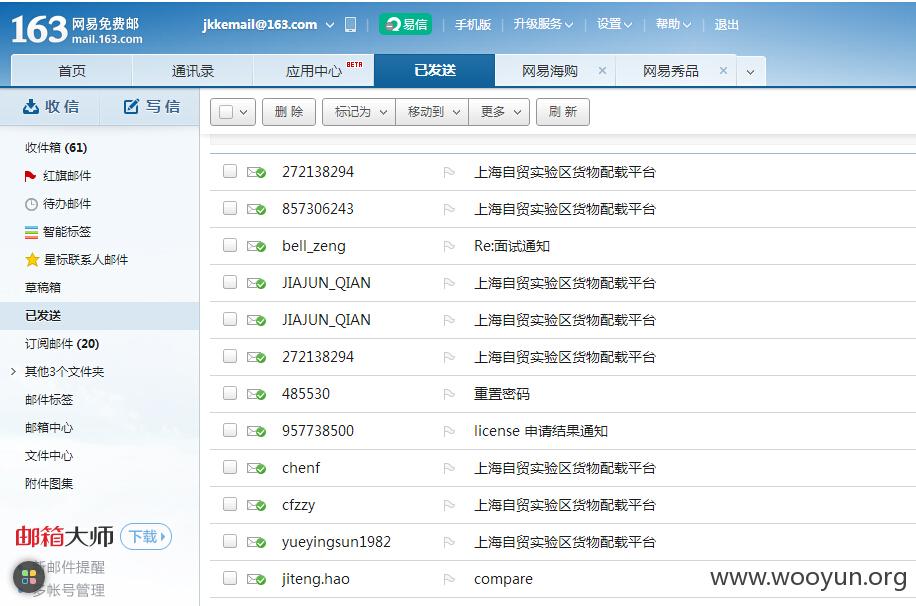 163 网易免费邮
mail.163.com
jkkemail@163.com
易信
手机版
升级服务
设置
帮助
退出
首页
通讯录
应用中心 BETA
已发送
网易海购 ×
网易秀品 ×
收 信
写 信
删 除
标记为
移动到
更多
刷 新
收件箱 (61)
红旗邮件
待办邮件
智能标签
星标联系人邮件
草稿箱
已发送
订阅邮件 (20)
其他3个文件夹
邮件标签
邮箱中心
文件中心
附件图集
邮箱大师 下载
新邮件提醒
多帐号管理
272138294 上海自贸实验区货物配载平台
857306243 上海自贸实验区货物配载平台
bell_zeng Re:面试通知
JIAJUN_QIAN 上海自贸实验区货物配载平台
JIAJUN_QIAN 上海自贸实验区货物配载平台
272138294 上海自贸实验区货物配载平台
485530 重置密码
957738500 license 申请结果通知
chenf 上海自贸实验区货物配载平台
cfzzy 上海自贸实验区货物配载平台
yueyingsun1982 上海自贸实验区货物配载平台
jiteng.hao compare
www.wooyun.org